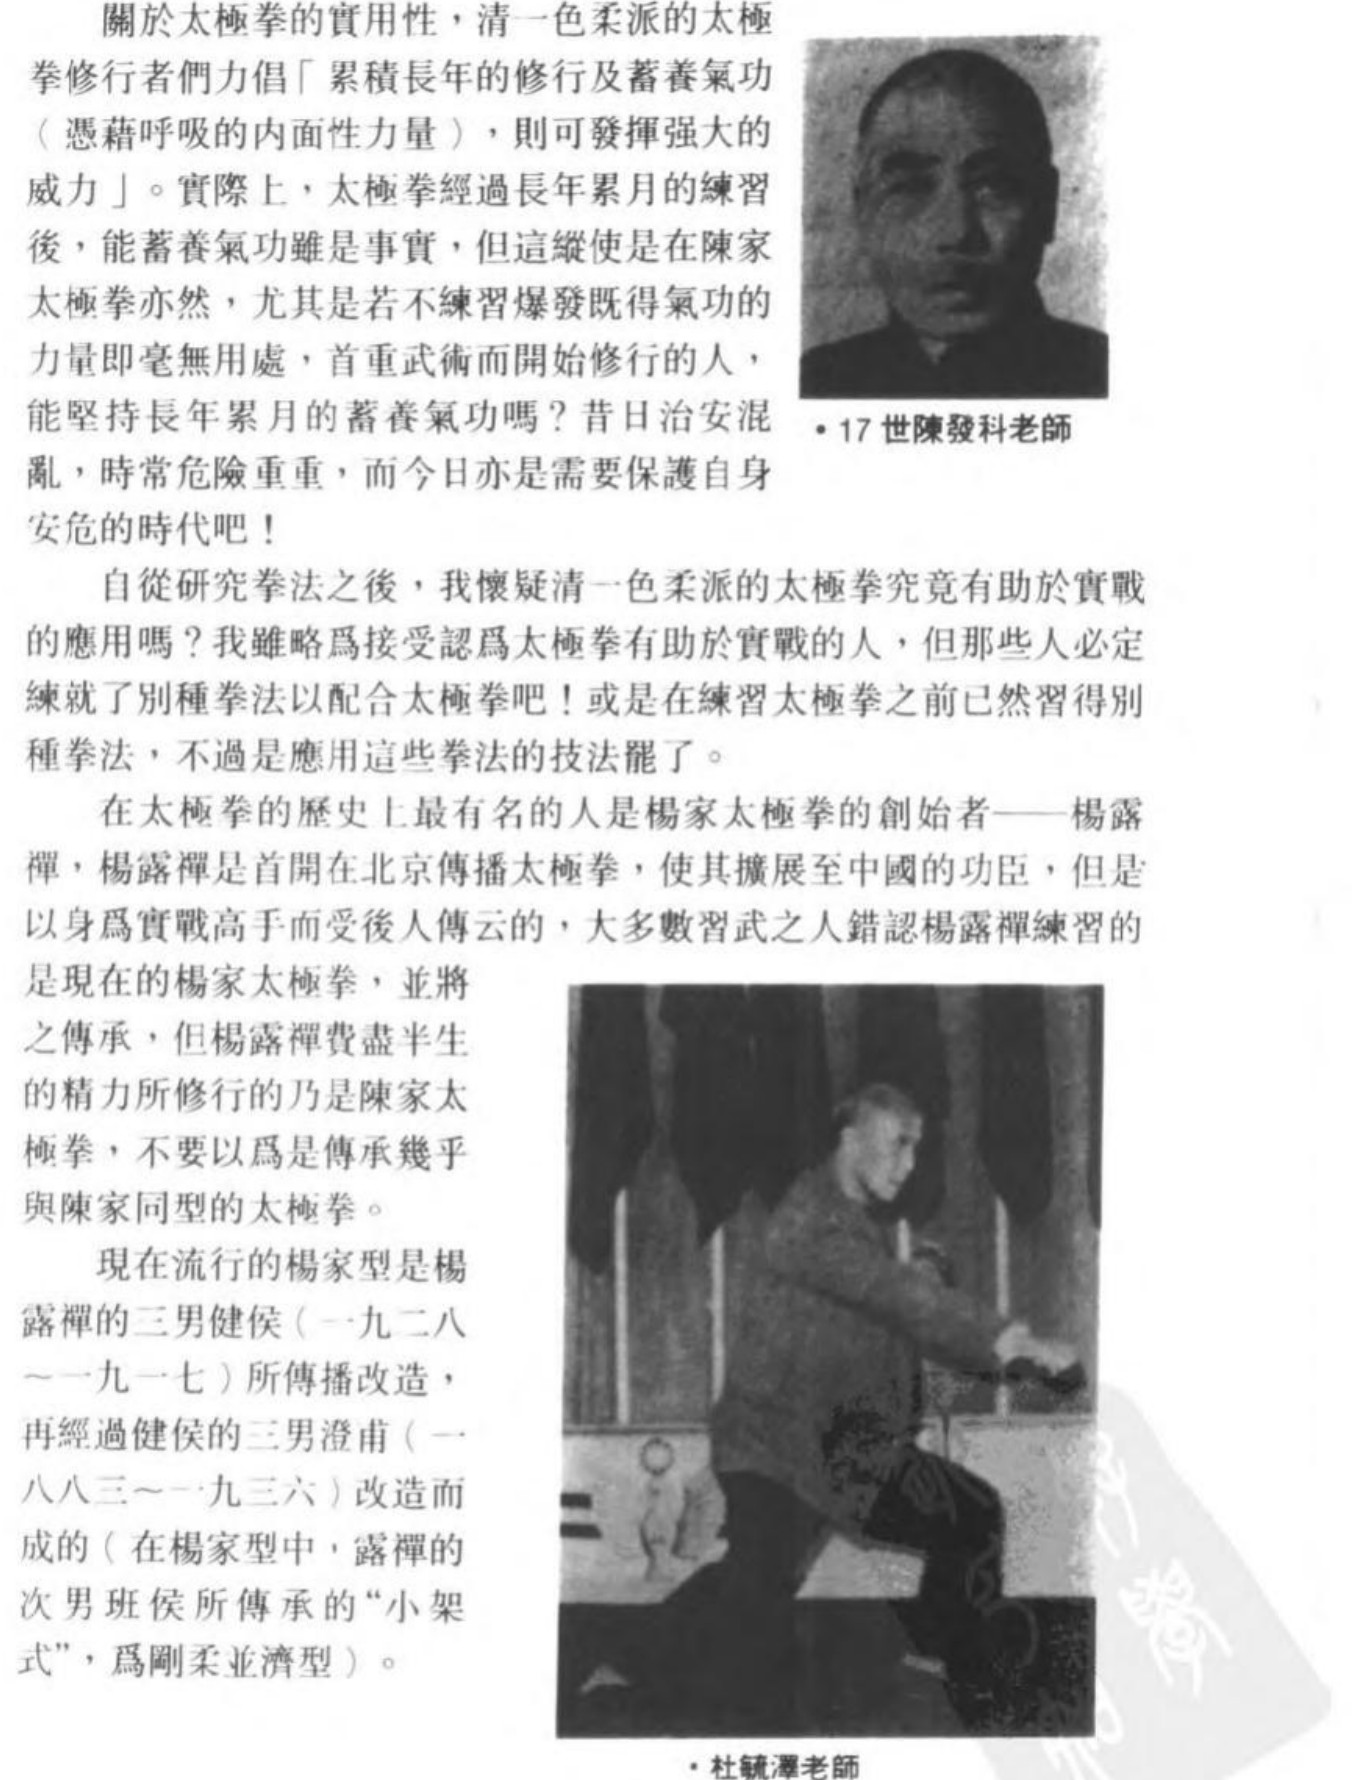 關於太極拳的實用性，清一色柔派的太極
拳修行者們力倡「累積長年的修行及蓄養氣功
（憑藉呼吸的内面性力量），則可發揮强大的
威力」。實際上，太極拳經過長年累月的練習
後，能蓄養氣功雖是事實，但這縱使是在陳家
太極拳亦然，尤其是若不練習爆發既得氣功的
力量即毫無用處，首重武術而開始修行的人，
能堅持長年累月的蓄養氣功嗎？昔日治安混
亂，時常危險重重，而今日亦是需要保護自身
安危的時代吧！
•17世陳發科老師
自從研究拳法之後，我懷疑清一色柔派的太極拳究竟有助於實戰
的應用嗎？我雖略爲接受認爲太極拳有助於實戰的人，但那些人必定
練就了別種拳法以配合太極拳吧！或是在練習太極拳之前已然習得別
種拳法，不過是應用這些拳法的技法罷了。
在太極拳的歷史上最有名的人是楊家太極拳的創始者——楊露
禪，楊露禪是首開在北京傳播太極拳，使其擴展至中國的功臣，但是
以身爲實戰高手而受後人傳云的，大多數習武之人錯認楊露禪練習的
是現在的楊家太極拳，並將
之傳承，但楊露禪費盡半生
的精力所修行的乃是陳家太
極拳，不要以爲是傳承幾乎
與陳家同型的太極拳。
現在流行的楊家型是楊
露禪的三男健侯（一九二八
～一九一七）所傳播改造，
再經過健侯的三男澄甫（一
八八三～一九三六）改造而
成的（在楊家型中，露禪的
次男班侯所傳承的“小架
式”，爲剛柔並濟型）。
•杜毓澤老師